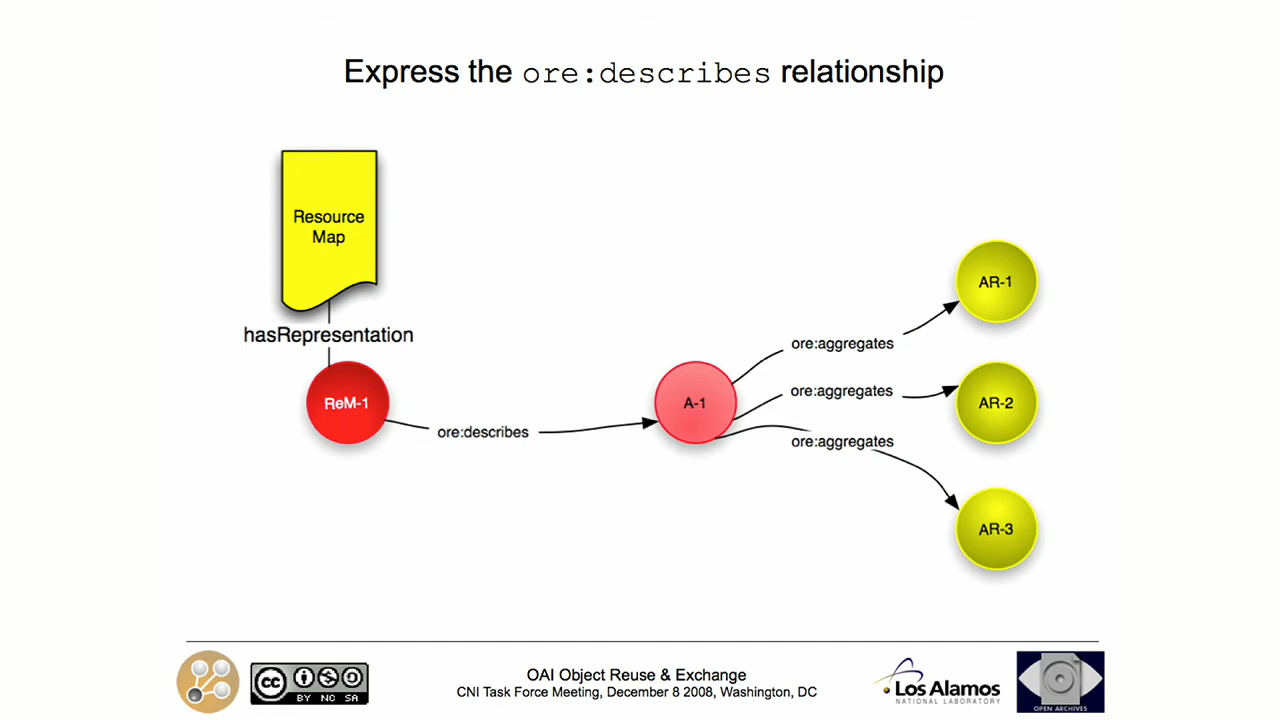 Express the ore:describes relationship
Resource
Map
hasRepresentation
ReM-1
ore:describes
A-1
ore:aggregates
ore:aggregates
ore:aggregates
AR-1
AR-2
AR-3
cc
BY NC SA
OAI Object Reuse & Exchange
CNI Task Force Meeting, December 8 2008, Washington, DC
Los Alamos
NATIONAL LABORATORY
OPEN ARCHIVES